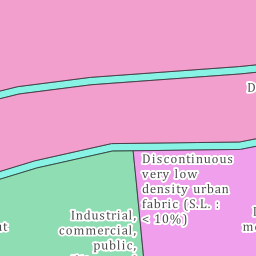 D
Discontinuous
very low
density urban
fabric (S.L. :
< 10%)
Industrial,
commercial,
public,